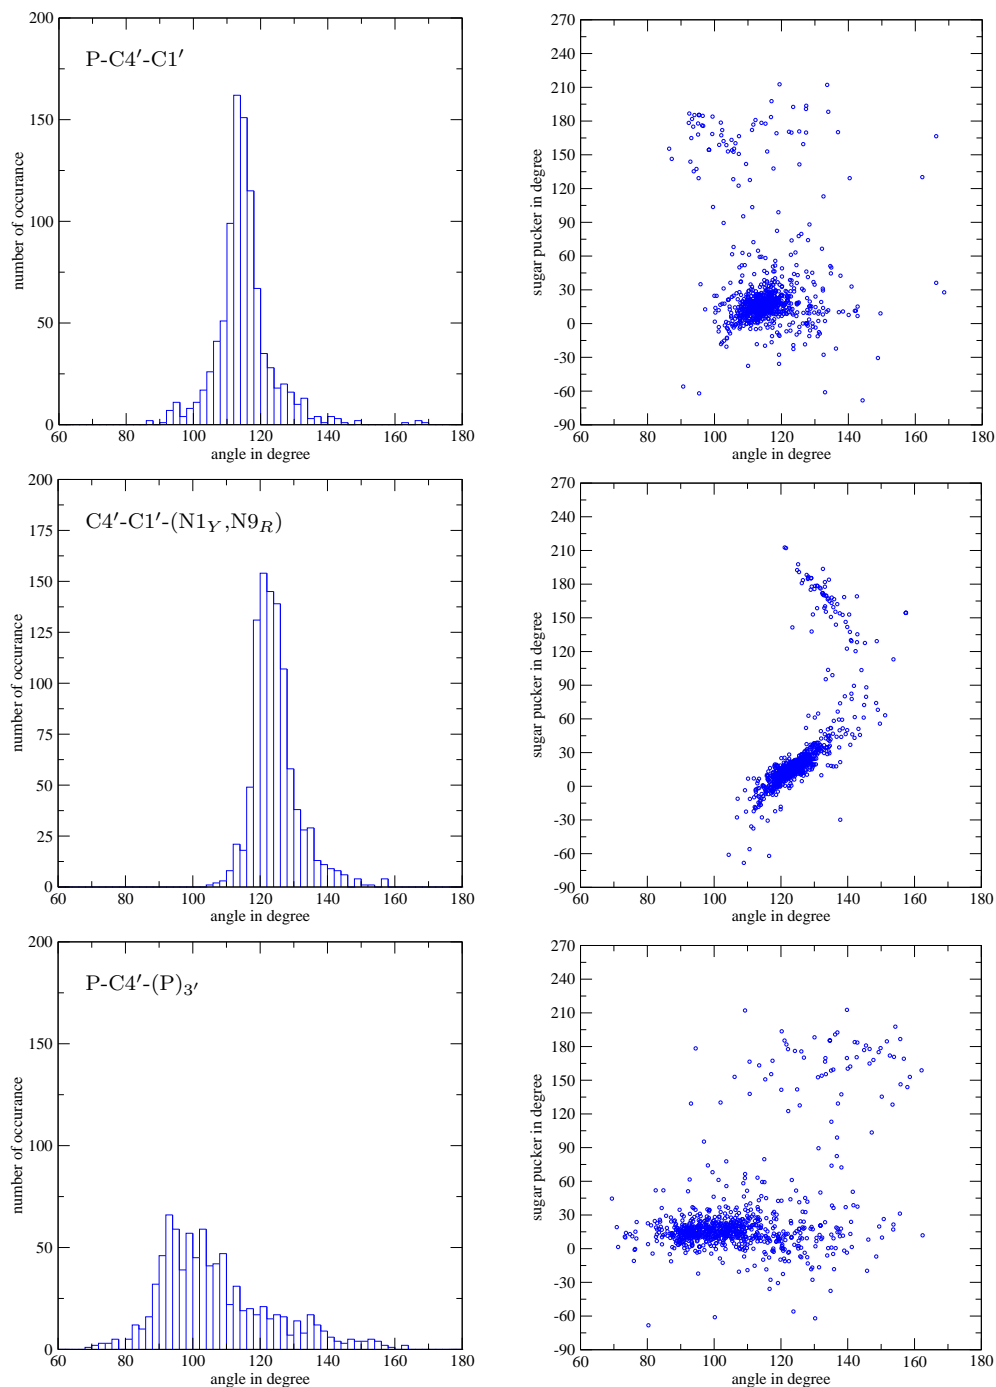 200
150
100
50
0
60 80 100 120 140 160 180
angle in degree
number of occurance
P-C4′-C1′
270
240
210
180
150
120
90
60
30
0
-30
-60
-90
60 80 100 120 140 160 180
angle in degree
sugar pucker in degree
200
175
150
125
100
75
50
25
0
60 80 100 120 140 160 180
angle in degree
number of occurance
C4′-C1′-(N1Y,N9R)
270
240
210
180
150
120
90
60
30
0
-30
-60
-90
60 80 100 120 140 160 180
angle in degree
sugar pucker in degree
200
150
100
50
0
60 80 100 120 140 160 180
angle in degree
number of occurance
P-C4′-(P)3′
270
240
210
180
150
120
90
60
30
0
-30
-60
-90
60 80 100 120 140 160 180
angle in degree
sugar pucker in degree